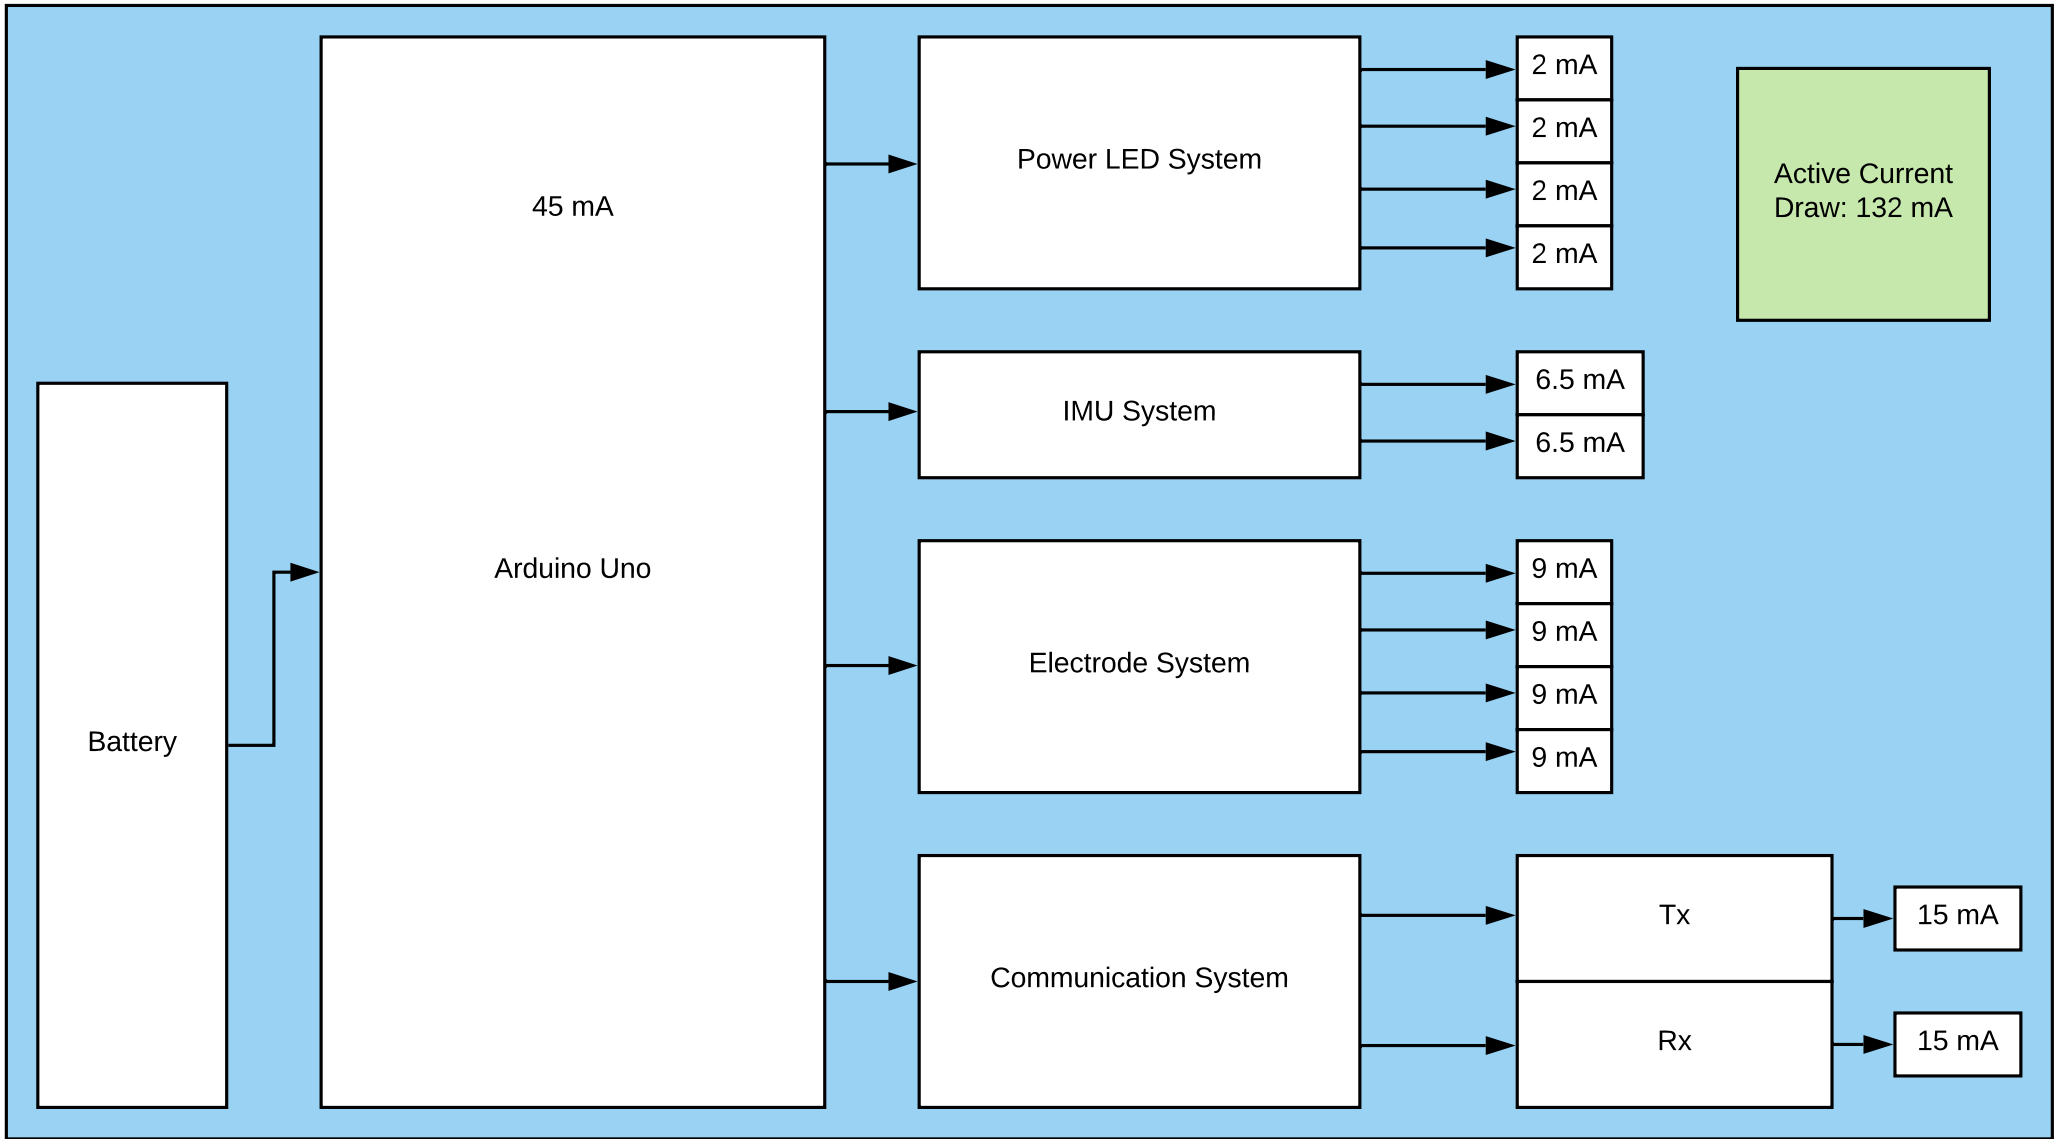 45 mA
Arduino Uno
Battery
Power LED System
2 mA
2 mA
2 mA
2 mA
Active Current
Draw: 132 mA
IMU System
6.5 mA
6.5 mA
Electrode System
9 mA
9 mA
9 mA
9 mA
Communication System
Tx
15 mA
Rx
15 mA